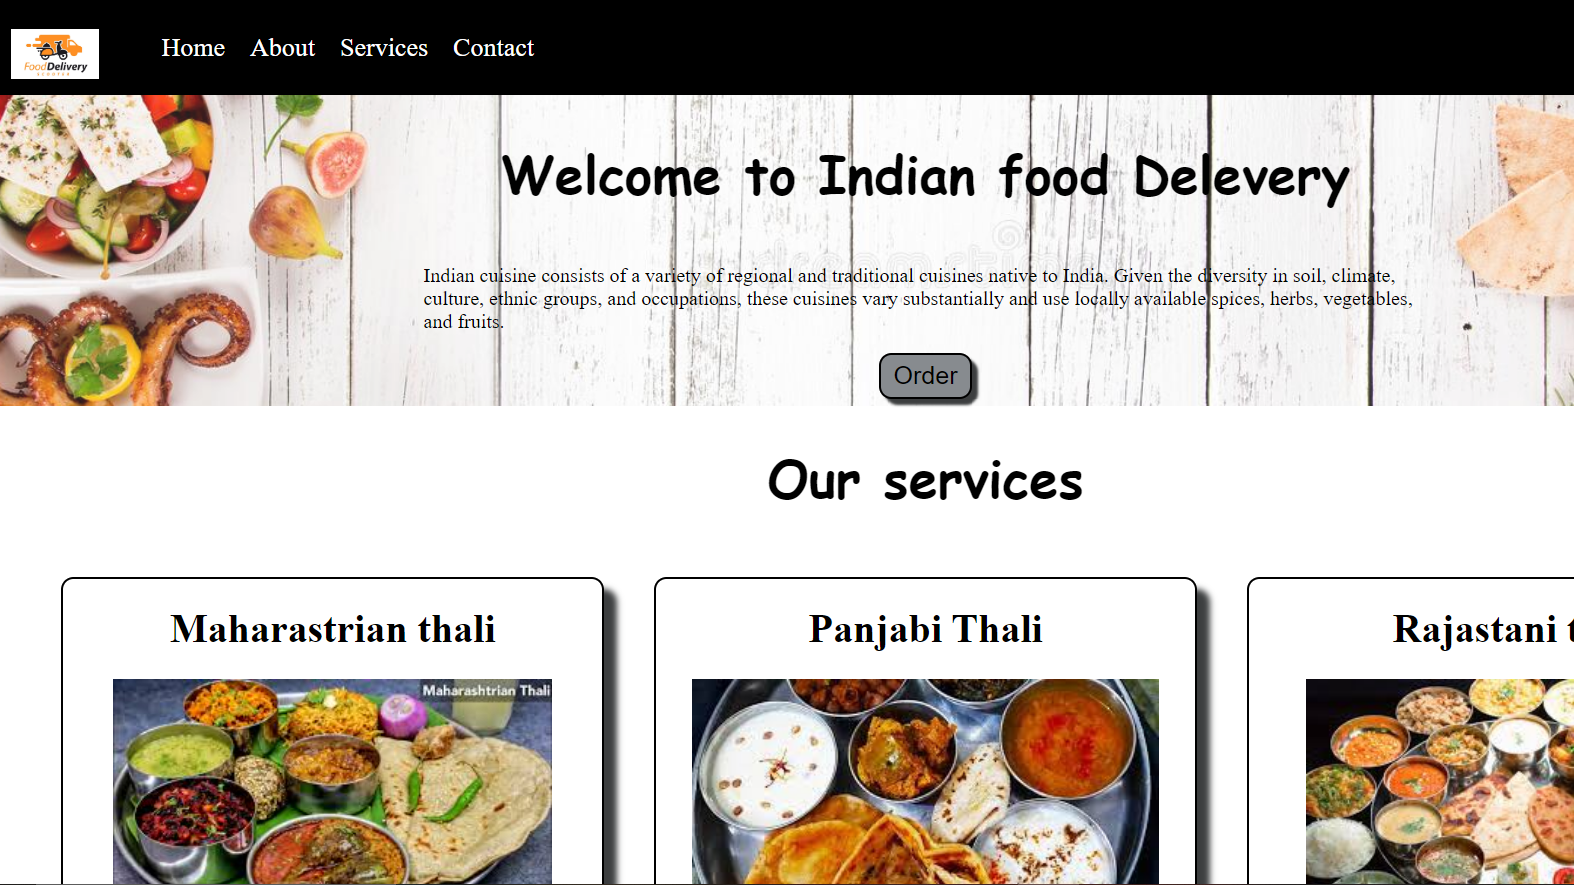 FoodDelivery
Home About Services Contact
Welcome to Indian food Delevery
Indian cuisine consists of a variety of regional and traditional cuisines native to India. Given the diversity in soil, climate,
culture, ethnic groups, and occupations, these cuisines vary substantially and use locally available spices, herbs, vegetables,
and fruits.
Order
Our services
Maharastrian thali
Panjabi Thali
Rajastani t
Maharashtrian Thali